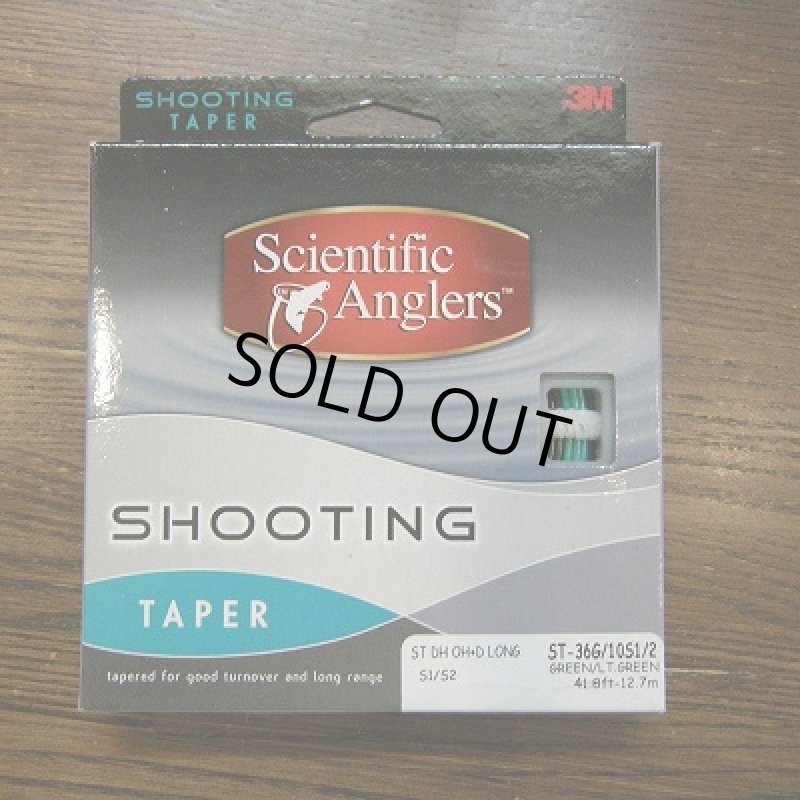 SHOOTING
TAPER
3M
Scientific
Anglers™
SOLD OUT
SHOOTING
TAPER
tapered for good turnover and long range
ST DH OH+D LONG
S1/S2
ST-36G/10S1/2
GREEN/LT.GREEN
41.8ft-12.7m